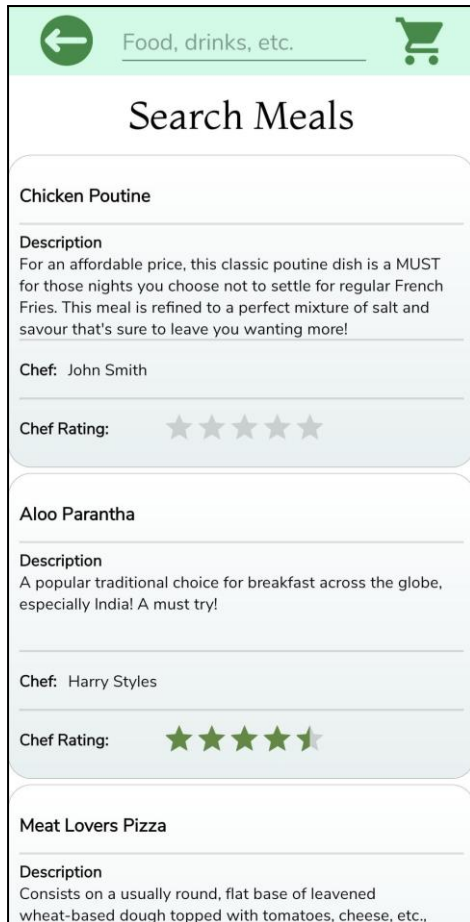 Food, drinks, etc.
Search Meals
Chicken Poutine
Description
For an affordable price, this classic poutine dish is a MUST
for those nights you choose not to settle for regular French
Fries. This meal is refined to a perfect mixture of salt and
savour that's sure to leave you wanting more!
Chef: John Smith
Chef Rating:
Aloo Parantha
Description
A popular traditional choice for breakfast across the globe,
especially India! A must try!
Chef: Harry Styles
Chef Rating:
Meat Lovers Pizza
Description
Consists on a usually round, flat base of leavened
wheat-based dough topped with tomatoes, cheese, etc.,